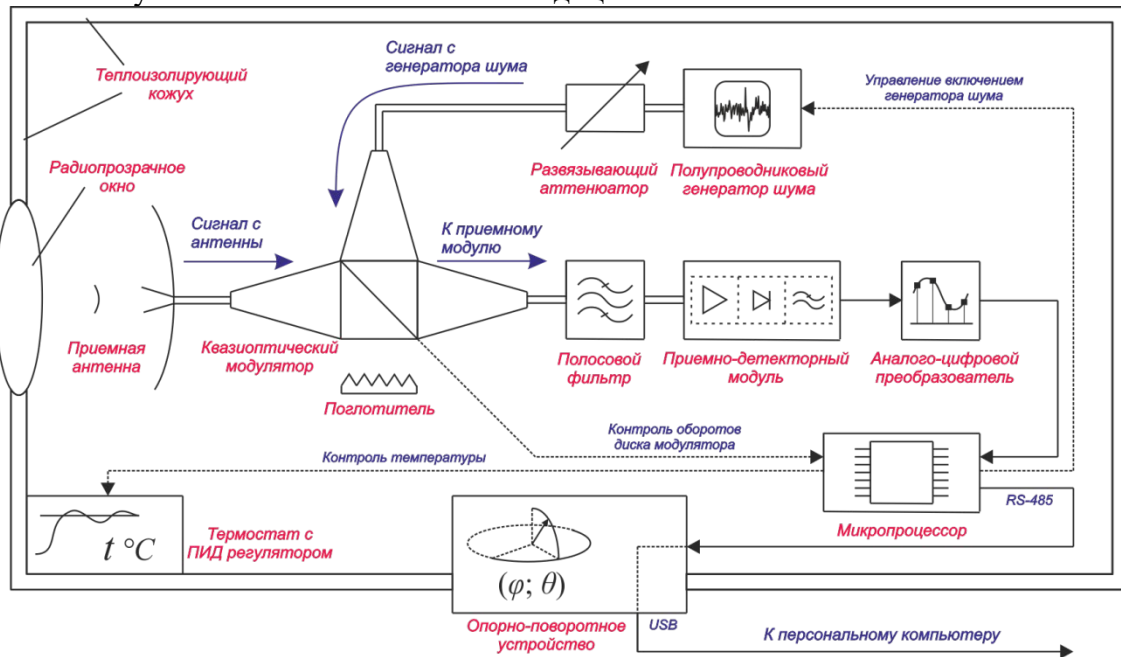 Сигнал с
генератора шума
Теплоизолирующий
кожух
Управление включением
генератора шума
Радиопрозрачное
окно
Развязывающий
аттенюатор
Полупроводниковый
генератор шума
Сигнал с
антенны
К приемному
модулю
Приемная
антенна
Квазиоптический
модулятор
Полосовой
фильтр
Приемно-детекторный
модуль
Аналого-цифровой
преобразователь
Поглотитель
Контроль оборотов
диска модулятора
Контроль температуры
RS-485
Микропроцессор
t °C
Термостат с
ПИД регулятором
(φ; θ)
Опорно-поворотное
устройство
USB
К персональному компьютеру